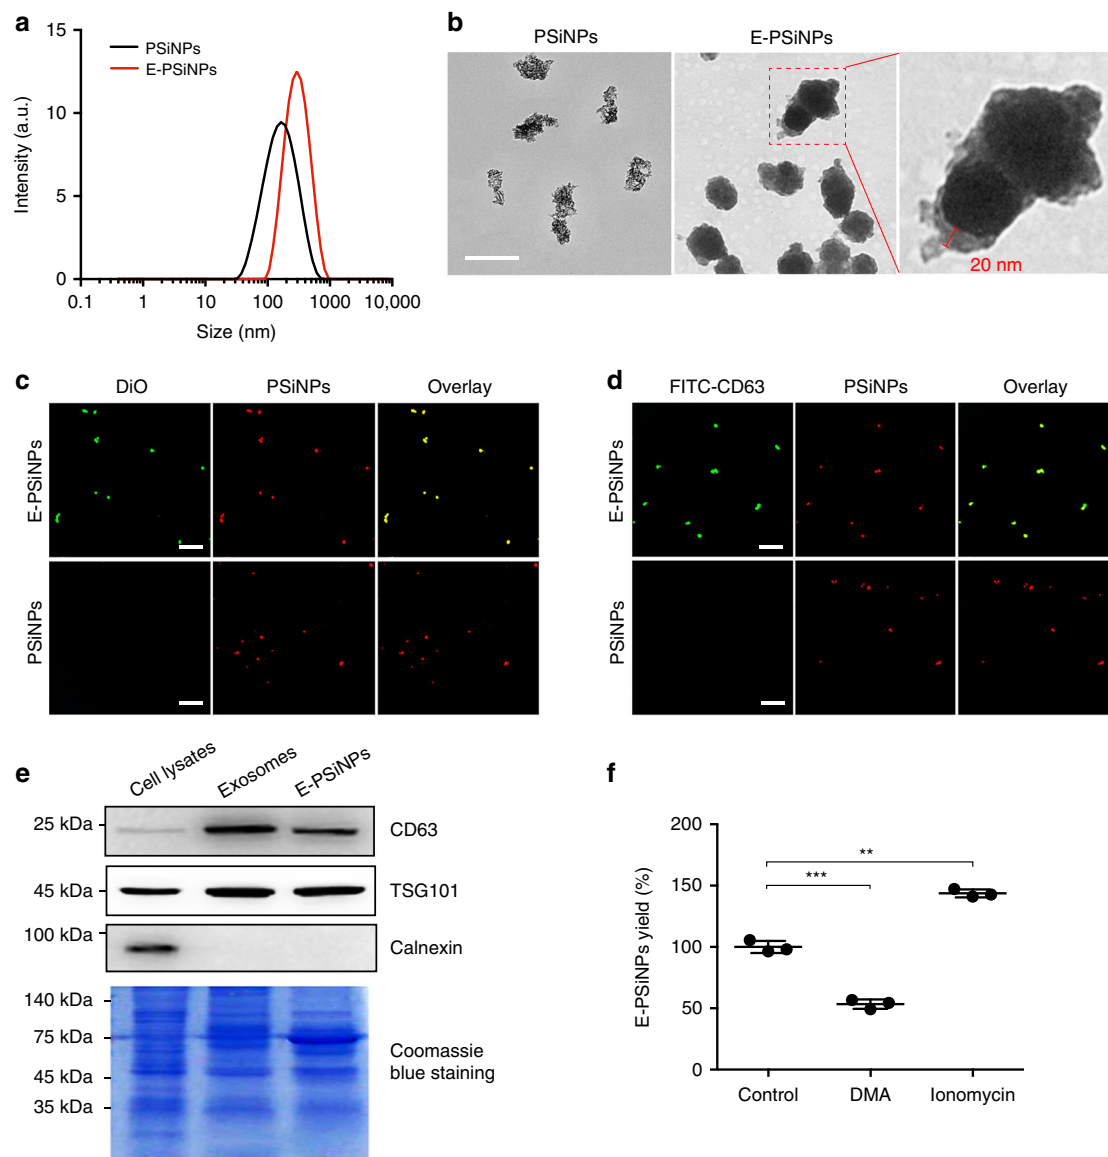 a
15
10
5
0
Intensity (a.u.)
PSiNPs
E-PSiNPs
0.1 1 10 100 1000 10,000
Size (nm)
b
PSiNPs E-PSiNPs
20 nm
c
DiO PSiNPs Overlay
E-PSiNPs
PSiNPs
d
FITC-CD63 PSiNPs Overlay
E-PSiNPs
PSiNPs
e
Cell lysates Exosomes E-PSiNPs
25 kDa CD63
45 kDa TSG101
100 kDa Calnexin
140 kDa
75 kDa
45 kDa
35 kDa
Coomassie
blue staining
f
200
150
100
50
0
E-PSiNPs yield (%)
**
***
Control DMA Ionomycin